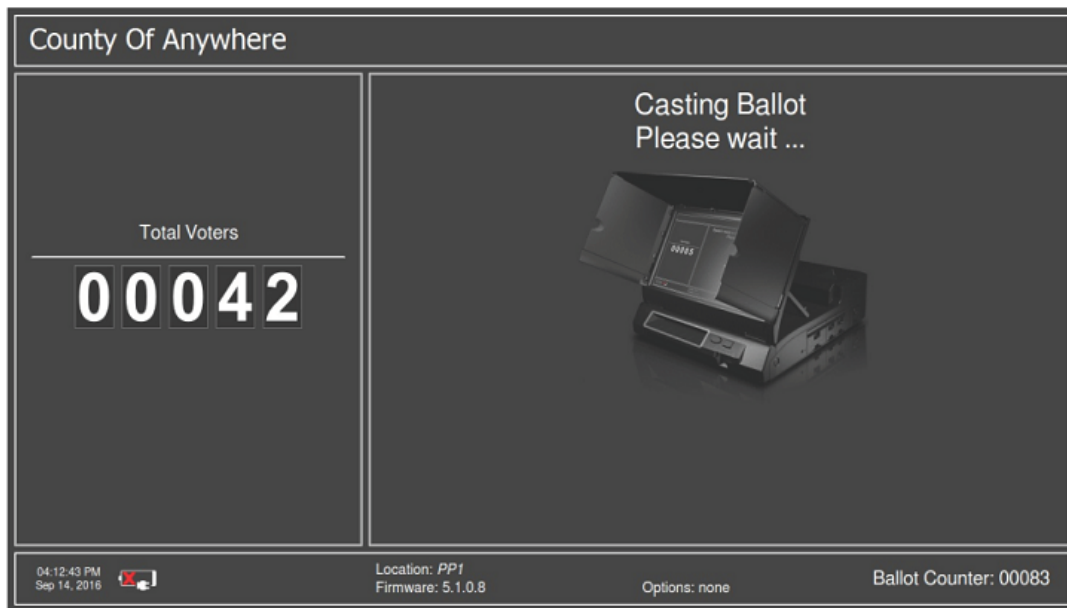 County Of Anywhere
Total Voters
00042
Casting Ballot
Please wait ...
00005
04:12:43 PM
Sep 14, 2016
Location: PP1
Firmware: 5.1.0.8
Options: none
Ballot Counter: 00083